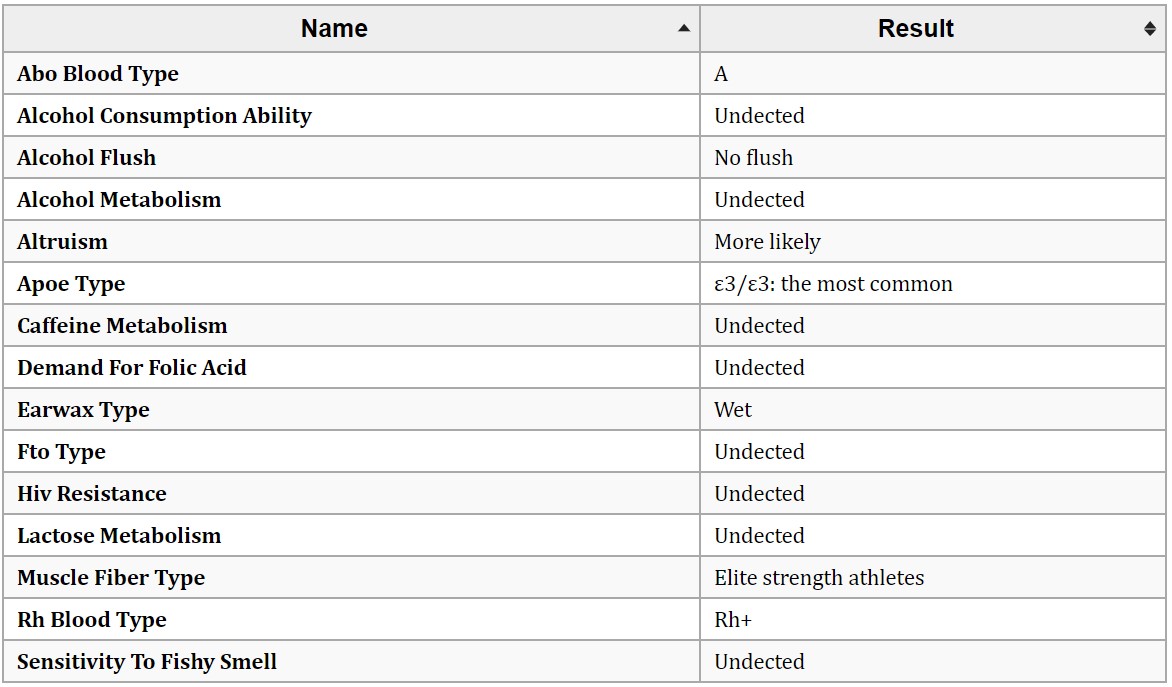 Name Result
Abo Blood Type A
Alcohol Consumption Ability Undected
Alcohol Flush No flush
Alcohol Metabolism Undected
Altruism More likely
Apoe Type ε3/ε3: the most common
Caffeine Metabolism Undected
Demand For Folic Acid Undected
Earwax Type Wet
Fto Type Undected
Hiv Resistance Undected
Lactose Metabolism Undected
Muscle Fiber Type Elite strength athletes
Rh Blood Type Rh+
Sensitivity To Fishy Smell Undected